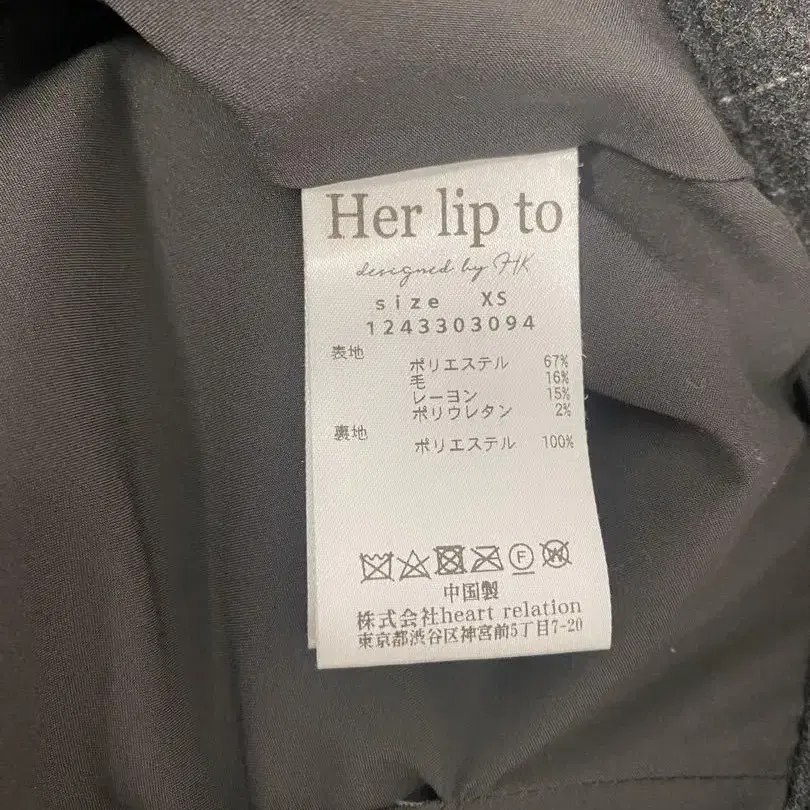 Her lip to
designed by HK
size XS
1243303094
表地
ポリエステル 67%
毛 16%
レーヨン 15%
ポリウレタン 2%
裏地
ポリエステル 100%
F W
中国製
株式会社heart relation
東京都渋谷区神宮前5丁目7-20